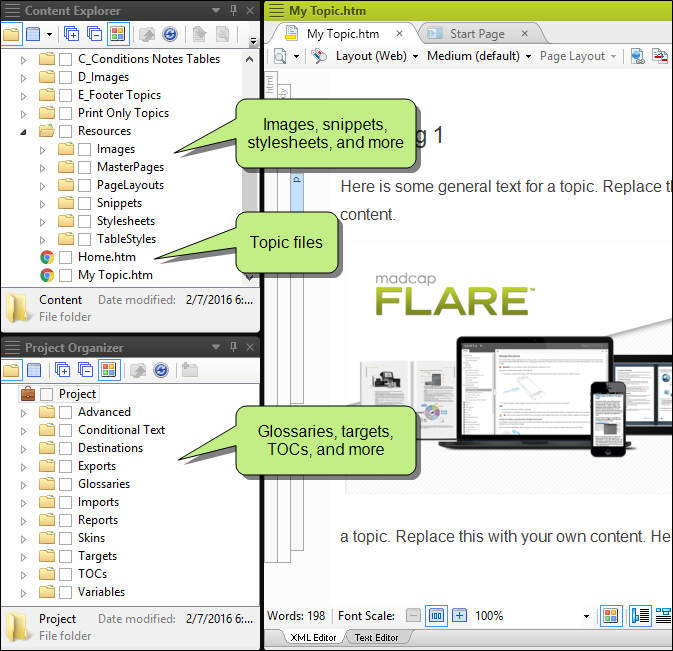 Content Explorer
C_Conditions Notes Tables
D_Images
E_Footer Topics
Print Only Topics
Resources
Images
MasterPages
PageLayouts
Snippets
Stylesheets
TableStyles
Home.htm
My Topic.htm
Content Date modified: 2/7/2016 6:...
File folder
Images, snippets,
stylesheets, and more
Topic files
Project Organizer
Project
Advanced
Conditional Text
Destinations
Exports
Glossaries
Imports
Reports
Skins
Targets
TOCs
Variables
Project Date modified: 2/7/2016 6:...
File folder
Glossaries, targets,
TOCs, and more
My Topic.htm
My Topic.htm Start Page
Layout (Web) Medium (default) Page Layout
html
p
g 1
Here is some general text for a topic. Replace th
content.
madcap
FLARE™
a topic. Replace this with your own content. He
Words: 198 Font Scale: 100 100%
XML Editor Text Editor